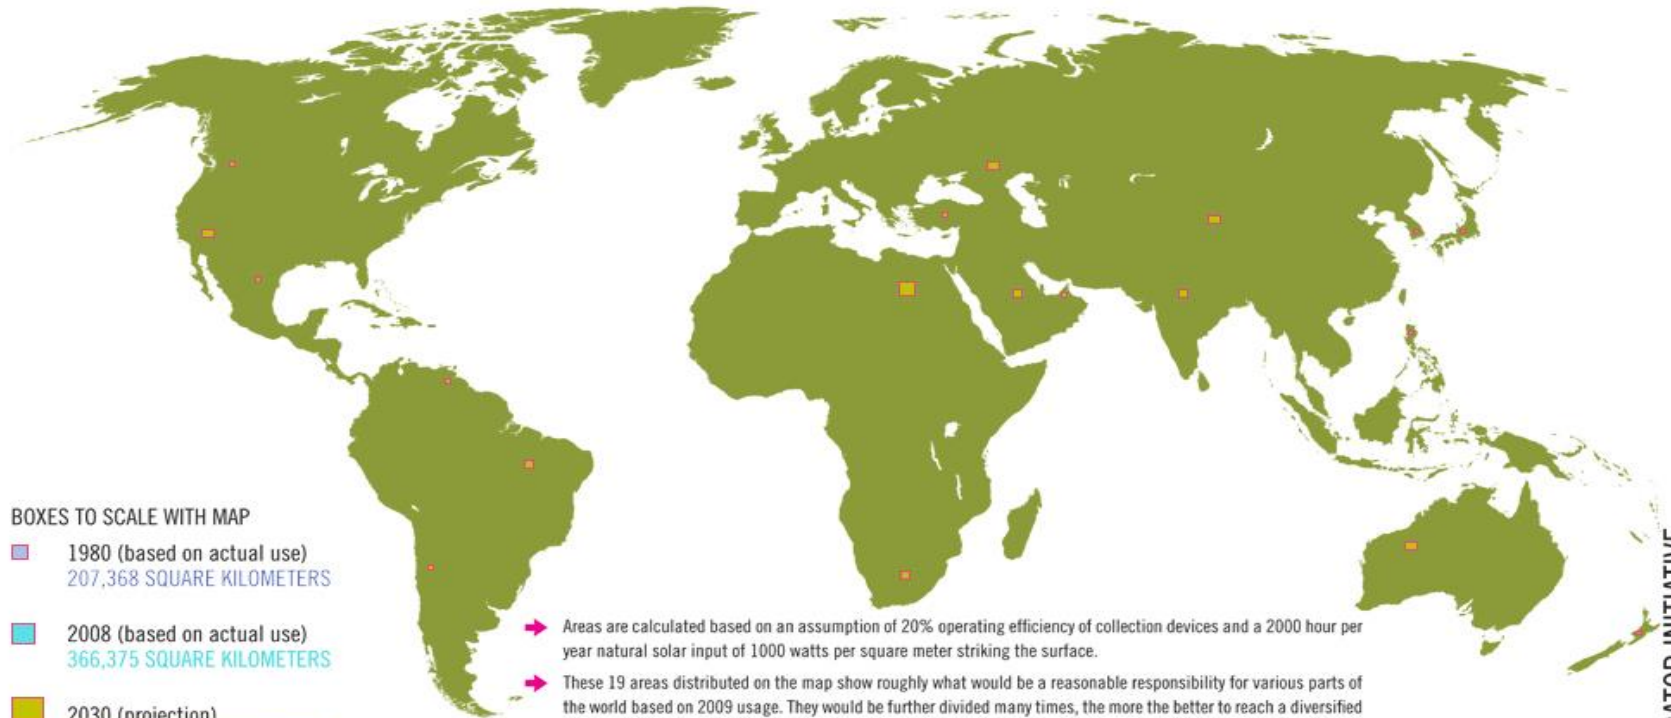 BOXES TO SCALE WITH MAP
1980 (based on actual use)
207,368 SQUARE KILOMETERS
2008 (based on actual use)
366,375 SQUARE KILOMETERS
2030 (projection)
Areas are calculated based on an assumption of 20% operating efficiency of collection devices and a 2000 hour per
year natural solar input of 1000 watts per square meter striking the surface.
These 19 areas distributed on the map show roughly what would be a reasonable responsibility for various parts of
the world based on 2009 usage. They would be further divided many times, the more the better to reach a diversified
INITIATIVE